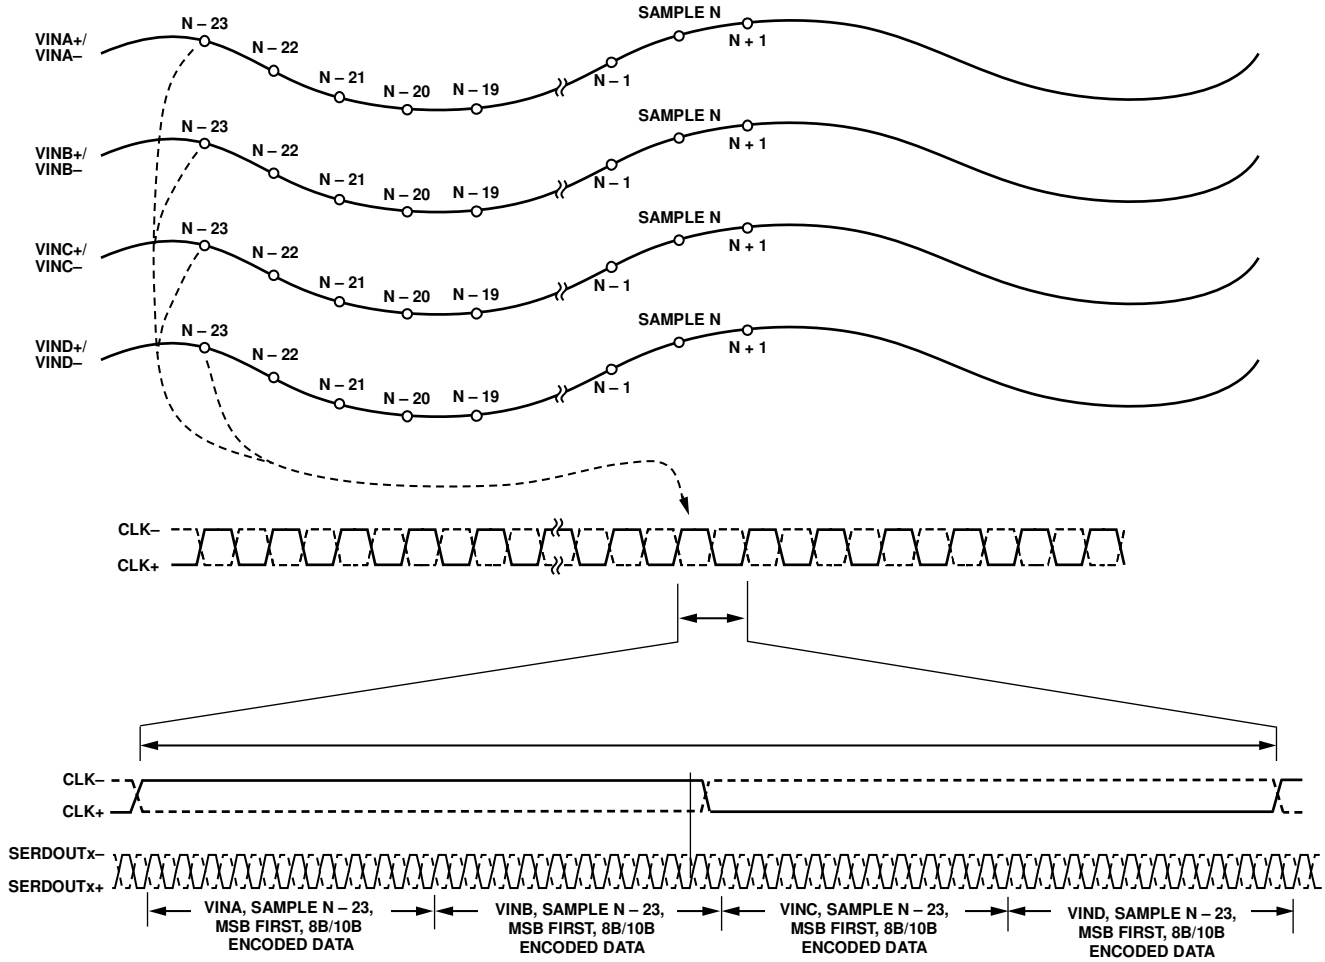 SAMPLE N
N – 23
VINA+/
VINA–
N – 22
N – 21
N – 20
N – 19
N – 1
N + 1
SAMPLE N
N – 23
VINB+/
VINB–
N – 22
N – 21
N – 20
N – 19
N – 1
N + 1
SAMPLE N
N – 23
VINC+/
VINC–
N – 22
N – 21
N – 20
N – 19
N – 1
N + 1
SAMPLE N
N – 23
VIND+/
VIND–
N – 22
N – 21
N – 20
N – 19
N – 1
N + 1
CLK–
CLK+
CLK–
CLK+
SERDOUTx–
SERDOUTx+
VINA, SAMPLE N – 23,
MSB FIRST, 8B/10B
ENCODED DATA
VINB, SAMPLE N – 23,
MSB FIRST, 8B/10B
ENCODED DATA
VINC, SAMPLE N – 23,
MSB FIRST, 8B/10B
ENCODED DATA
VIND, SAMPLE N – 23,
MSB FIRST, 8B/10B
ENCODED DATA